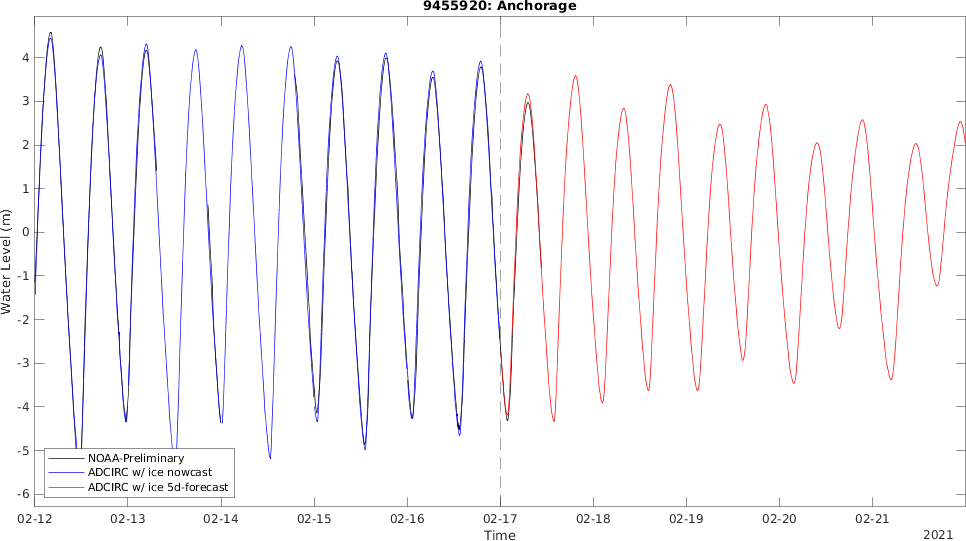 9455920: Anchorage
Water Level (m)
4
3
2
1
0
-1
-2
-3
-4
-5
-6
NOAA-Preliminary
ADCIRC w/ ice nowcast
ADCIRC w/ ice 5d-forecast
02-12 02-13 02-14 02-15 02-16 02-17 02-18 02-19 02-20 02-21
Time
2021